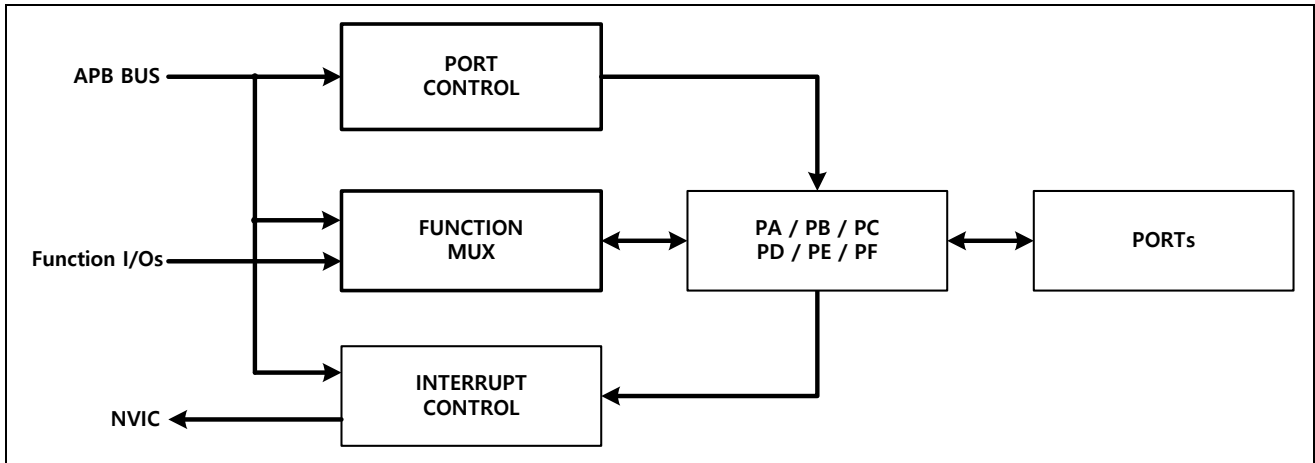 APB BUS
PORT
CONTROL
Function I/Os
FUNCTION
MUX
PA / PB / PC
PD / PE / PF
PORTs
INTERRUPT
CONTROL
NVIC